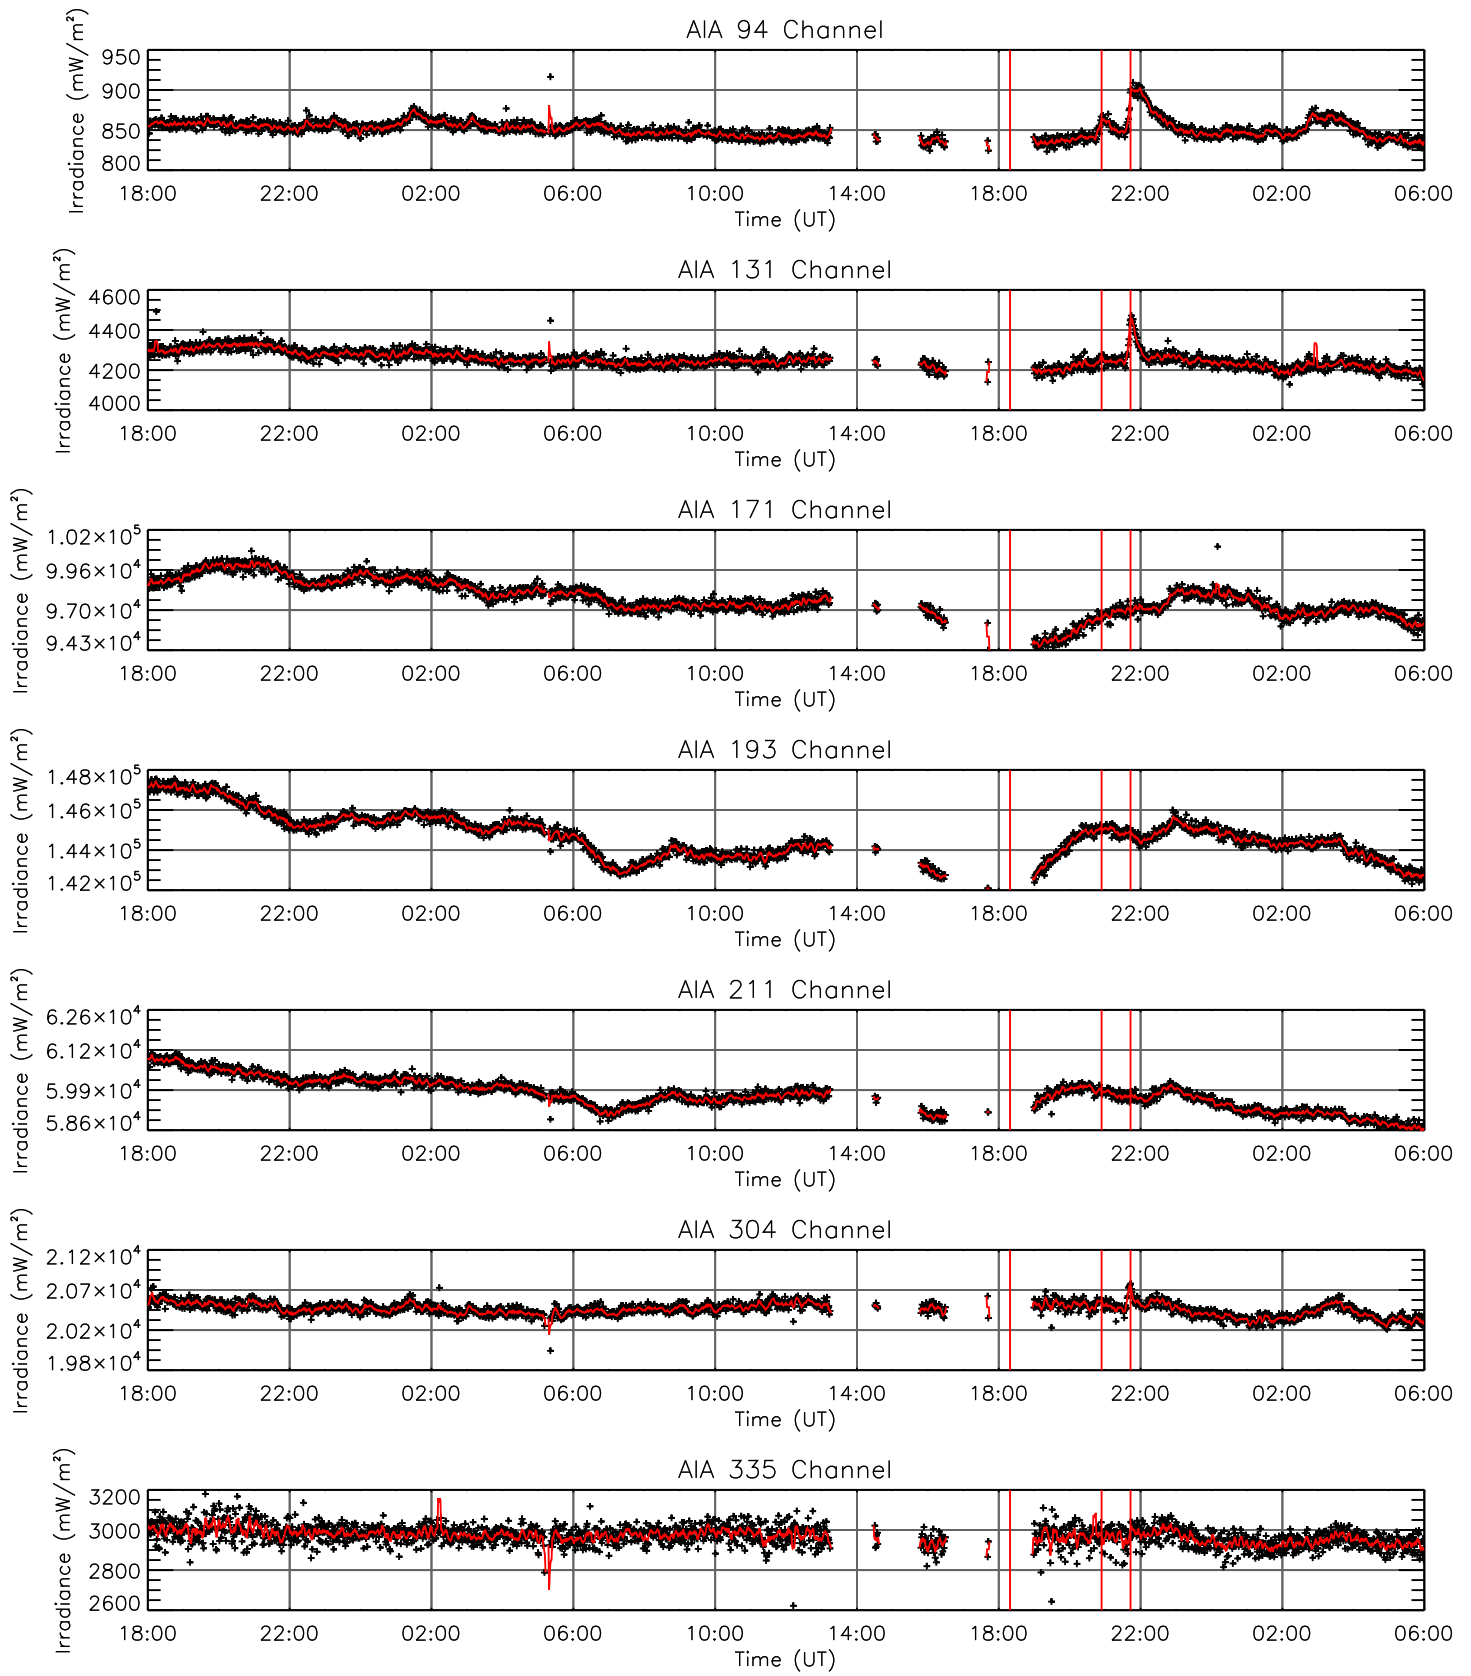 AIA 94 Channel
Irradiance (mW/m²)
950
900
850
800
18:00 22:00 02:00 06:00 10:00 14:00 18:00 22:00 02:00 06:00
Time (UT)
AIA 131 Channel
Irradiance (mW/m²)
4600
4400
4200
4000
18:00 22:00 02:00 06:00 10:00 14:00 18:00 22:00 02:00 06:00
Time (UT)
AIA 171 Channel
Irradiance (mW/m²)
1.02×10⁵
9.96×10⁴
9.70×10⁴
9.43×10⁴
18:00 22:00 02:00 06:00 10:00 14:00 18:00 22:00 02:00 06:00
Time (UT)
AIA 193 Channel
Irradiance (mW/m²)
1.48×10⁵
1.46×10⁵
1.44×10⁵
1.42×10⁵
18:00 22:00 02:00 06:00 10:00 14:00 18:00 22:00 02:00 06:00
Time (UT)
AIA 211 Channel
Irradiance (mW/m²)
6.26×10⁴
6.12×10⁴
5.99×10⁴
5.86×10⁴
18:00 22:00 02:00 06:00 10:00 14:00 18:00 22:00 02:00 06:00
Time (UT)
AIA 304 Channel
Irradiance (mW/m²)
2.12×10⁴
2.07×10⁴
2.02×10⁴
1.98×10⁴
18:00 22:00 02:00 06:00 10:00 14:00 18:00 22:00 02:00 06:00
Time (UT)
AIA 335 Channel
Irradiance (mW/m²)
3200
3000
2800
2600
18:00 22:00 02:00 06:00 10:00 14:00 18:00 22:00 02:00 06:00
Time (UT)